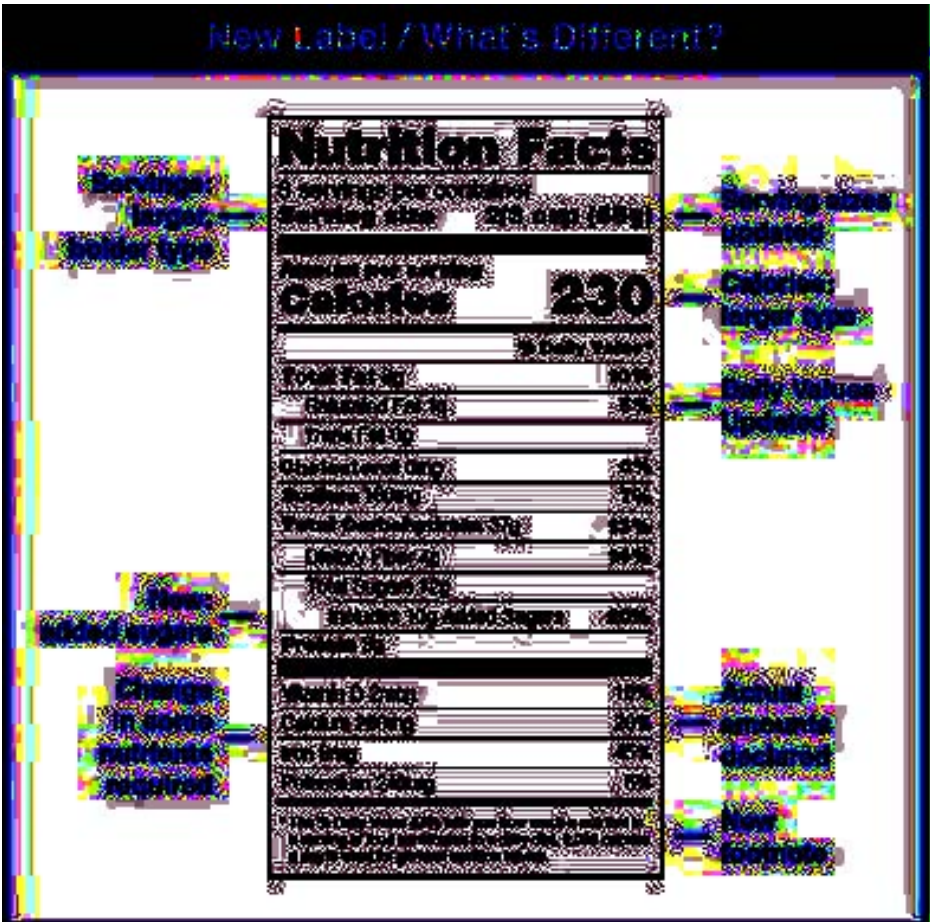 New Label / What's Different?
Servings:
larger,
bolder type
Nutrition Facts
servings per container
Serving size 2/3 cup (55g)
Amount per serving
Calories 230
% Daily Value*
Total Fat 8g 10%
Saturated Fat 1g 5%
Trans Fat 0g
Cholesterol 0mg 0%
Sodium 160mg 7%
Total Carbohydrate 37g 13%
Dietary Fiber 4g
Total Sugars 12g
Includes 10g Added Sugars 20%
Protein 3g
Vitamin D 2mcg 10%
Calcium 20%
Iron 8mg 45%
Potassium 6%
Serving sizes
updated
Calories:
larger type
Daily Values
Updated
New:
added sugars
Change
in some
nutrients
required
Actual
amounts
declared
New
footnote